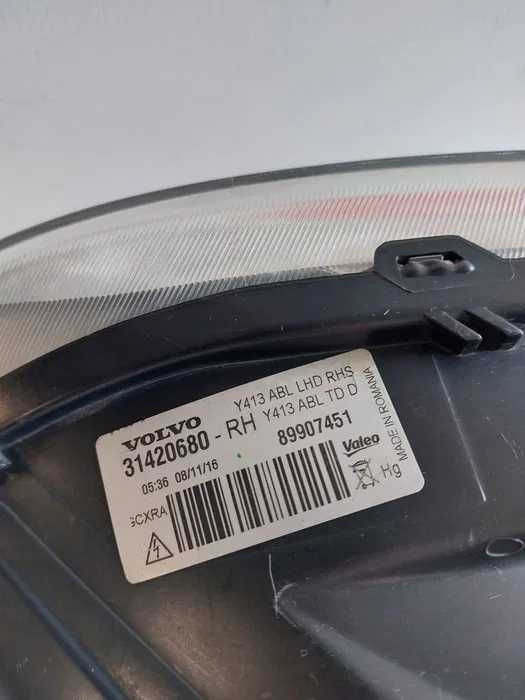 VOLVO
31420680 - RH
Y413 ABL LHD RHS
Y413 ABL TD D
05:36 08/11/16
89907451
Valeo
Hg
MADE IN ROMANIA